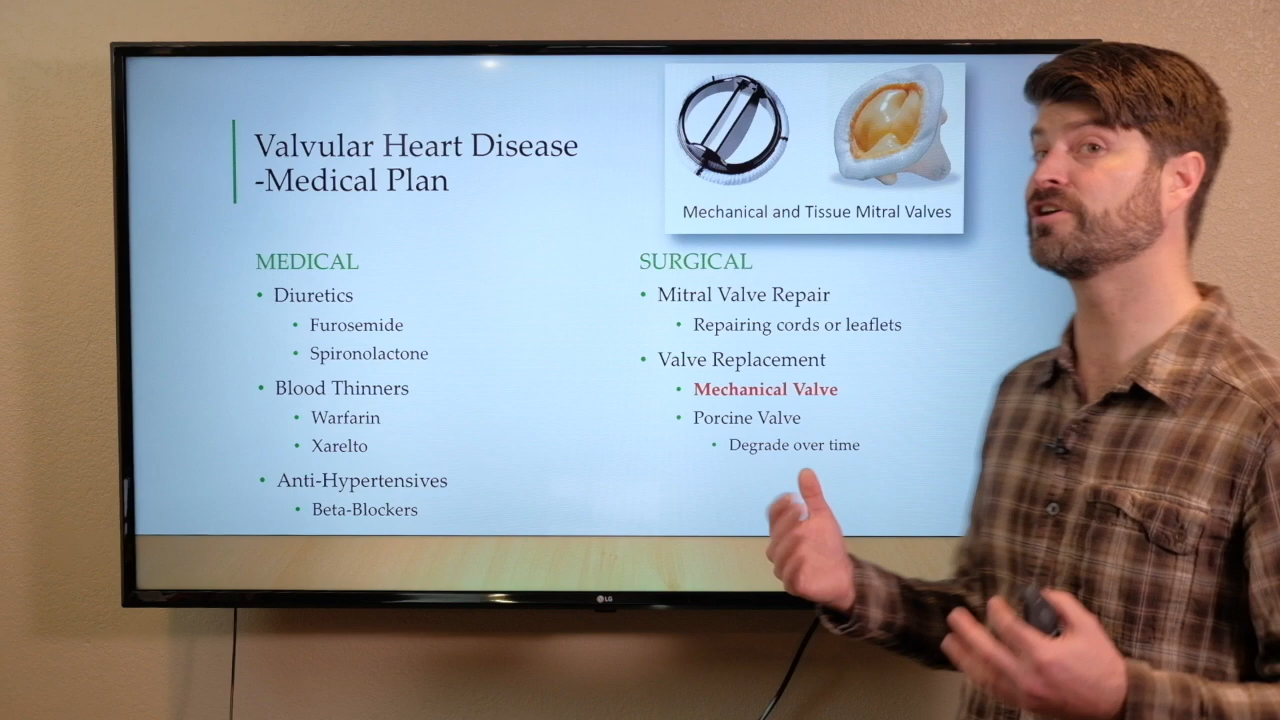 Valvular Heart Disease
-Medical Plan
Mechanical and Tissue Mitral Valves
MEDICAL
• Diuretics
• Furosemide
• Spironolactone
• Blood Thinners
• Warfarin
• Xarelto
• Anti-Hypertensives
• Beta-Blockers
SURGICAL
• Mitral Valve Repair
• Repairing cords or leaflets
• Valve Replacement
• Mechanical Valve
• Porcine Valve
• Degrade over time
LG